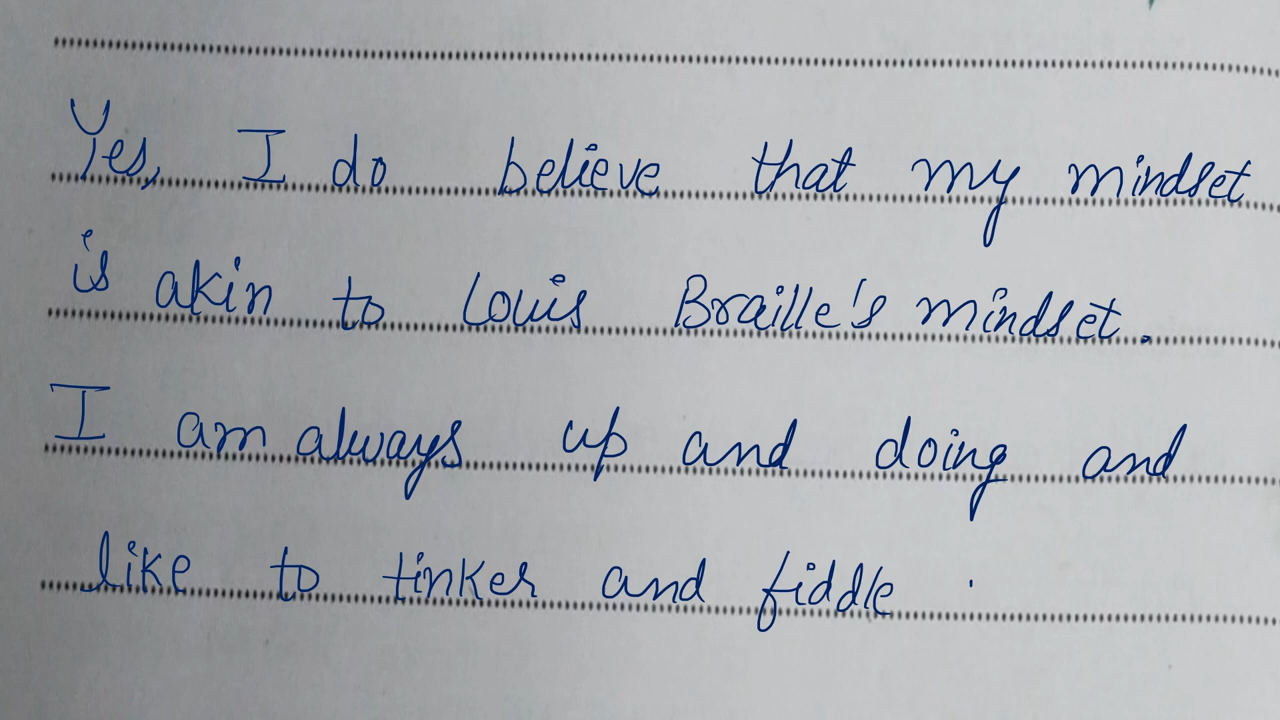 Yes, I do believe that my mindset
is akin to Louis Braille's mindset.
I am always up and doing and
like to tinker and fiddle .